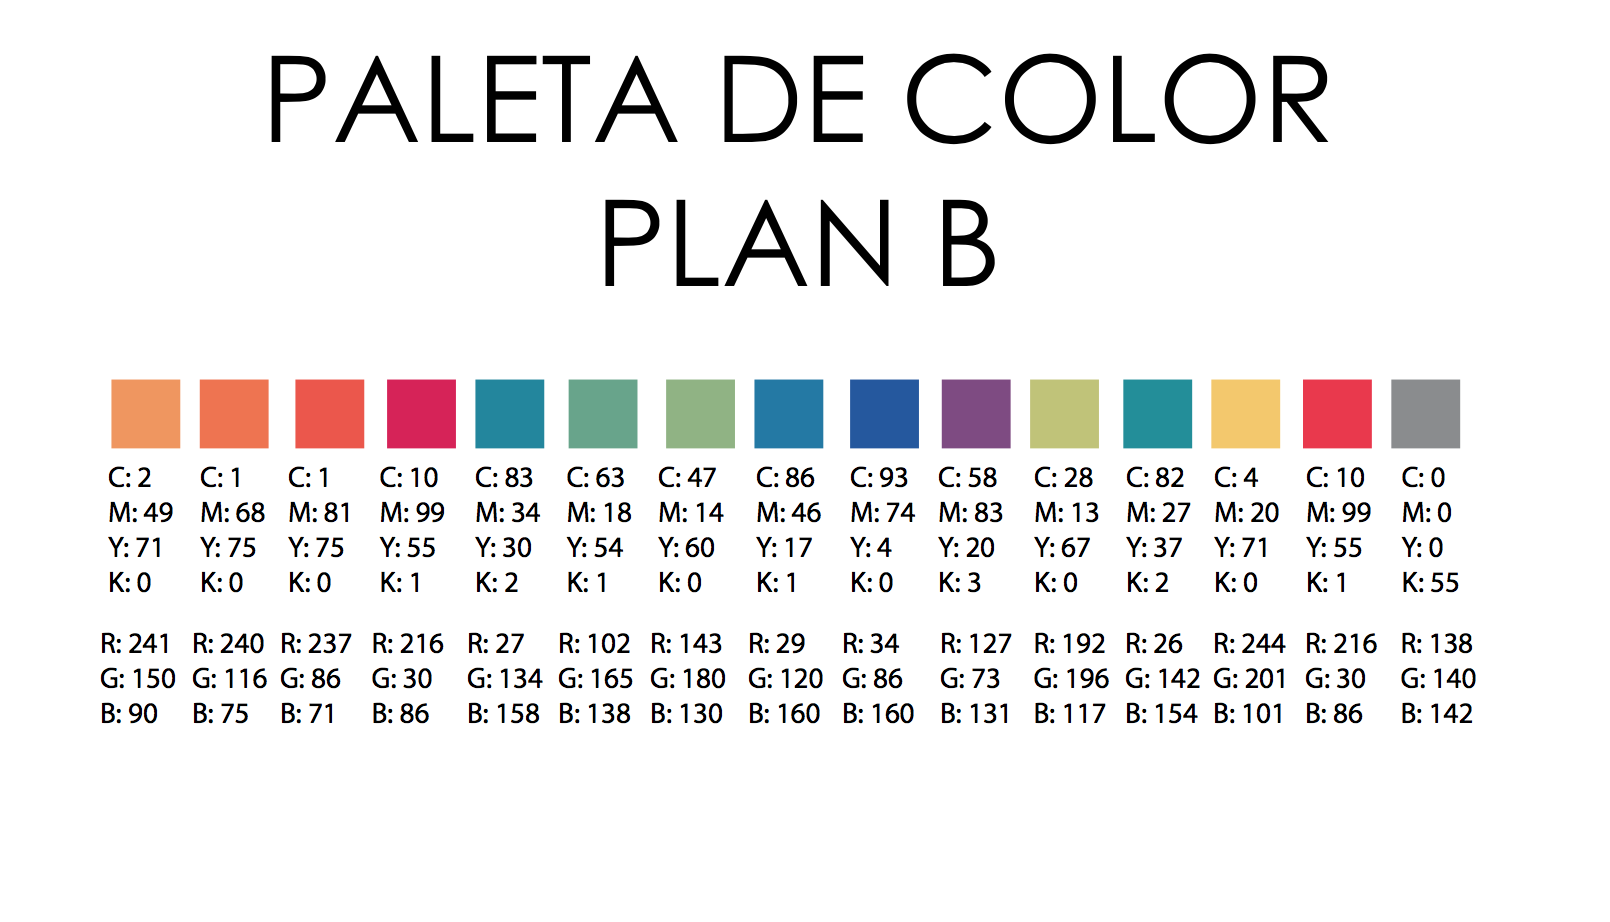 PALETA DE COLOR
PLAN B
C: 2 C: 1 C: 1 C: 10 C: 83 C: 63 C: 47 C: 86 C: 93 C: 58 C: 28 C: 82 C: 4 C: 10 C: 0
M: 49 M: 68 M: 81 M: 99 M: 34 M: 18 M: 14 M: 46 M: 74 M: 83 M: 13 M: 27 M: 20 M: 99 M: 0
Y: 71 Y: 75 Y: 75 Y: 55 Y: 30 Y: 54 Y: 60 Y: 17 Y: 4 Y: 20 Y: 67 Y: 37 Y: 71 Y: 55 Y: 0
K: 0 K: 0 K: 0 K: 1 K: 2 K: 1 K: 0 K: 1 K: 0 K: 3 K: 0 K: 2 K: 0 K: 1 K: 55
R: 241 R: 240 R: 237 R: 216 R: 27 R: 102 R: 143 R: 29 R: 34 R: 127 R: 192 R: 26 R: 244 R: 216 R: 138
G: 150 G: 116 G: 86 G: 30 G: 134 G: 165 G: 180 G: 120 G: 86 G: 73 G: 196 G: 142 G: 201 G: 30 G: 140
B: 90 B: 75 B: 71 B: 86 B: 158 B: 138 B: 130 B: 160 B: 160 B: 131 B: 117 B: 154 B: 101 B: 86 B: 142